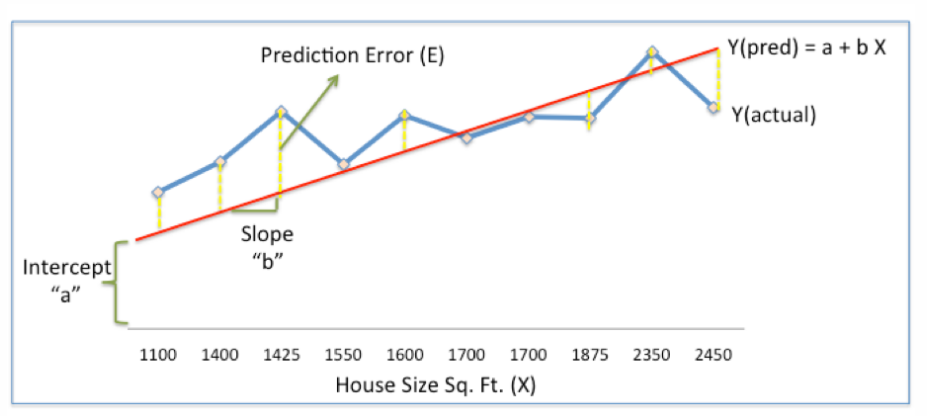 Prediction Error (E)
Y(pred) = a + b X
Y(actual)
Slope
“b”
Intercept
“a”
1100 1400 1425 1550 1600 1700 1700 1875 2350 2450
House Size Sq. Ft. (X)